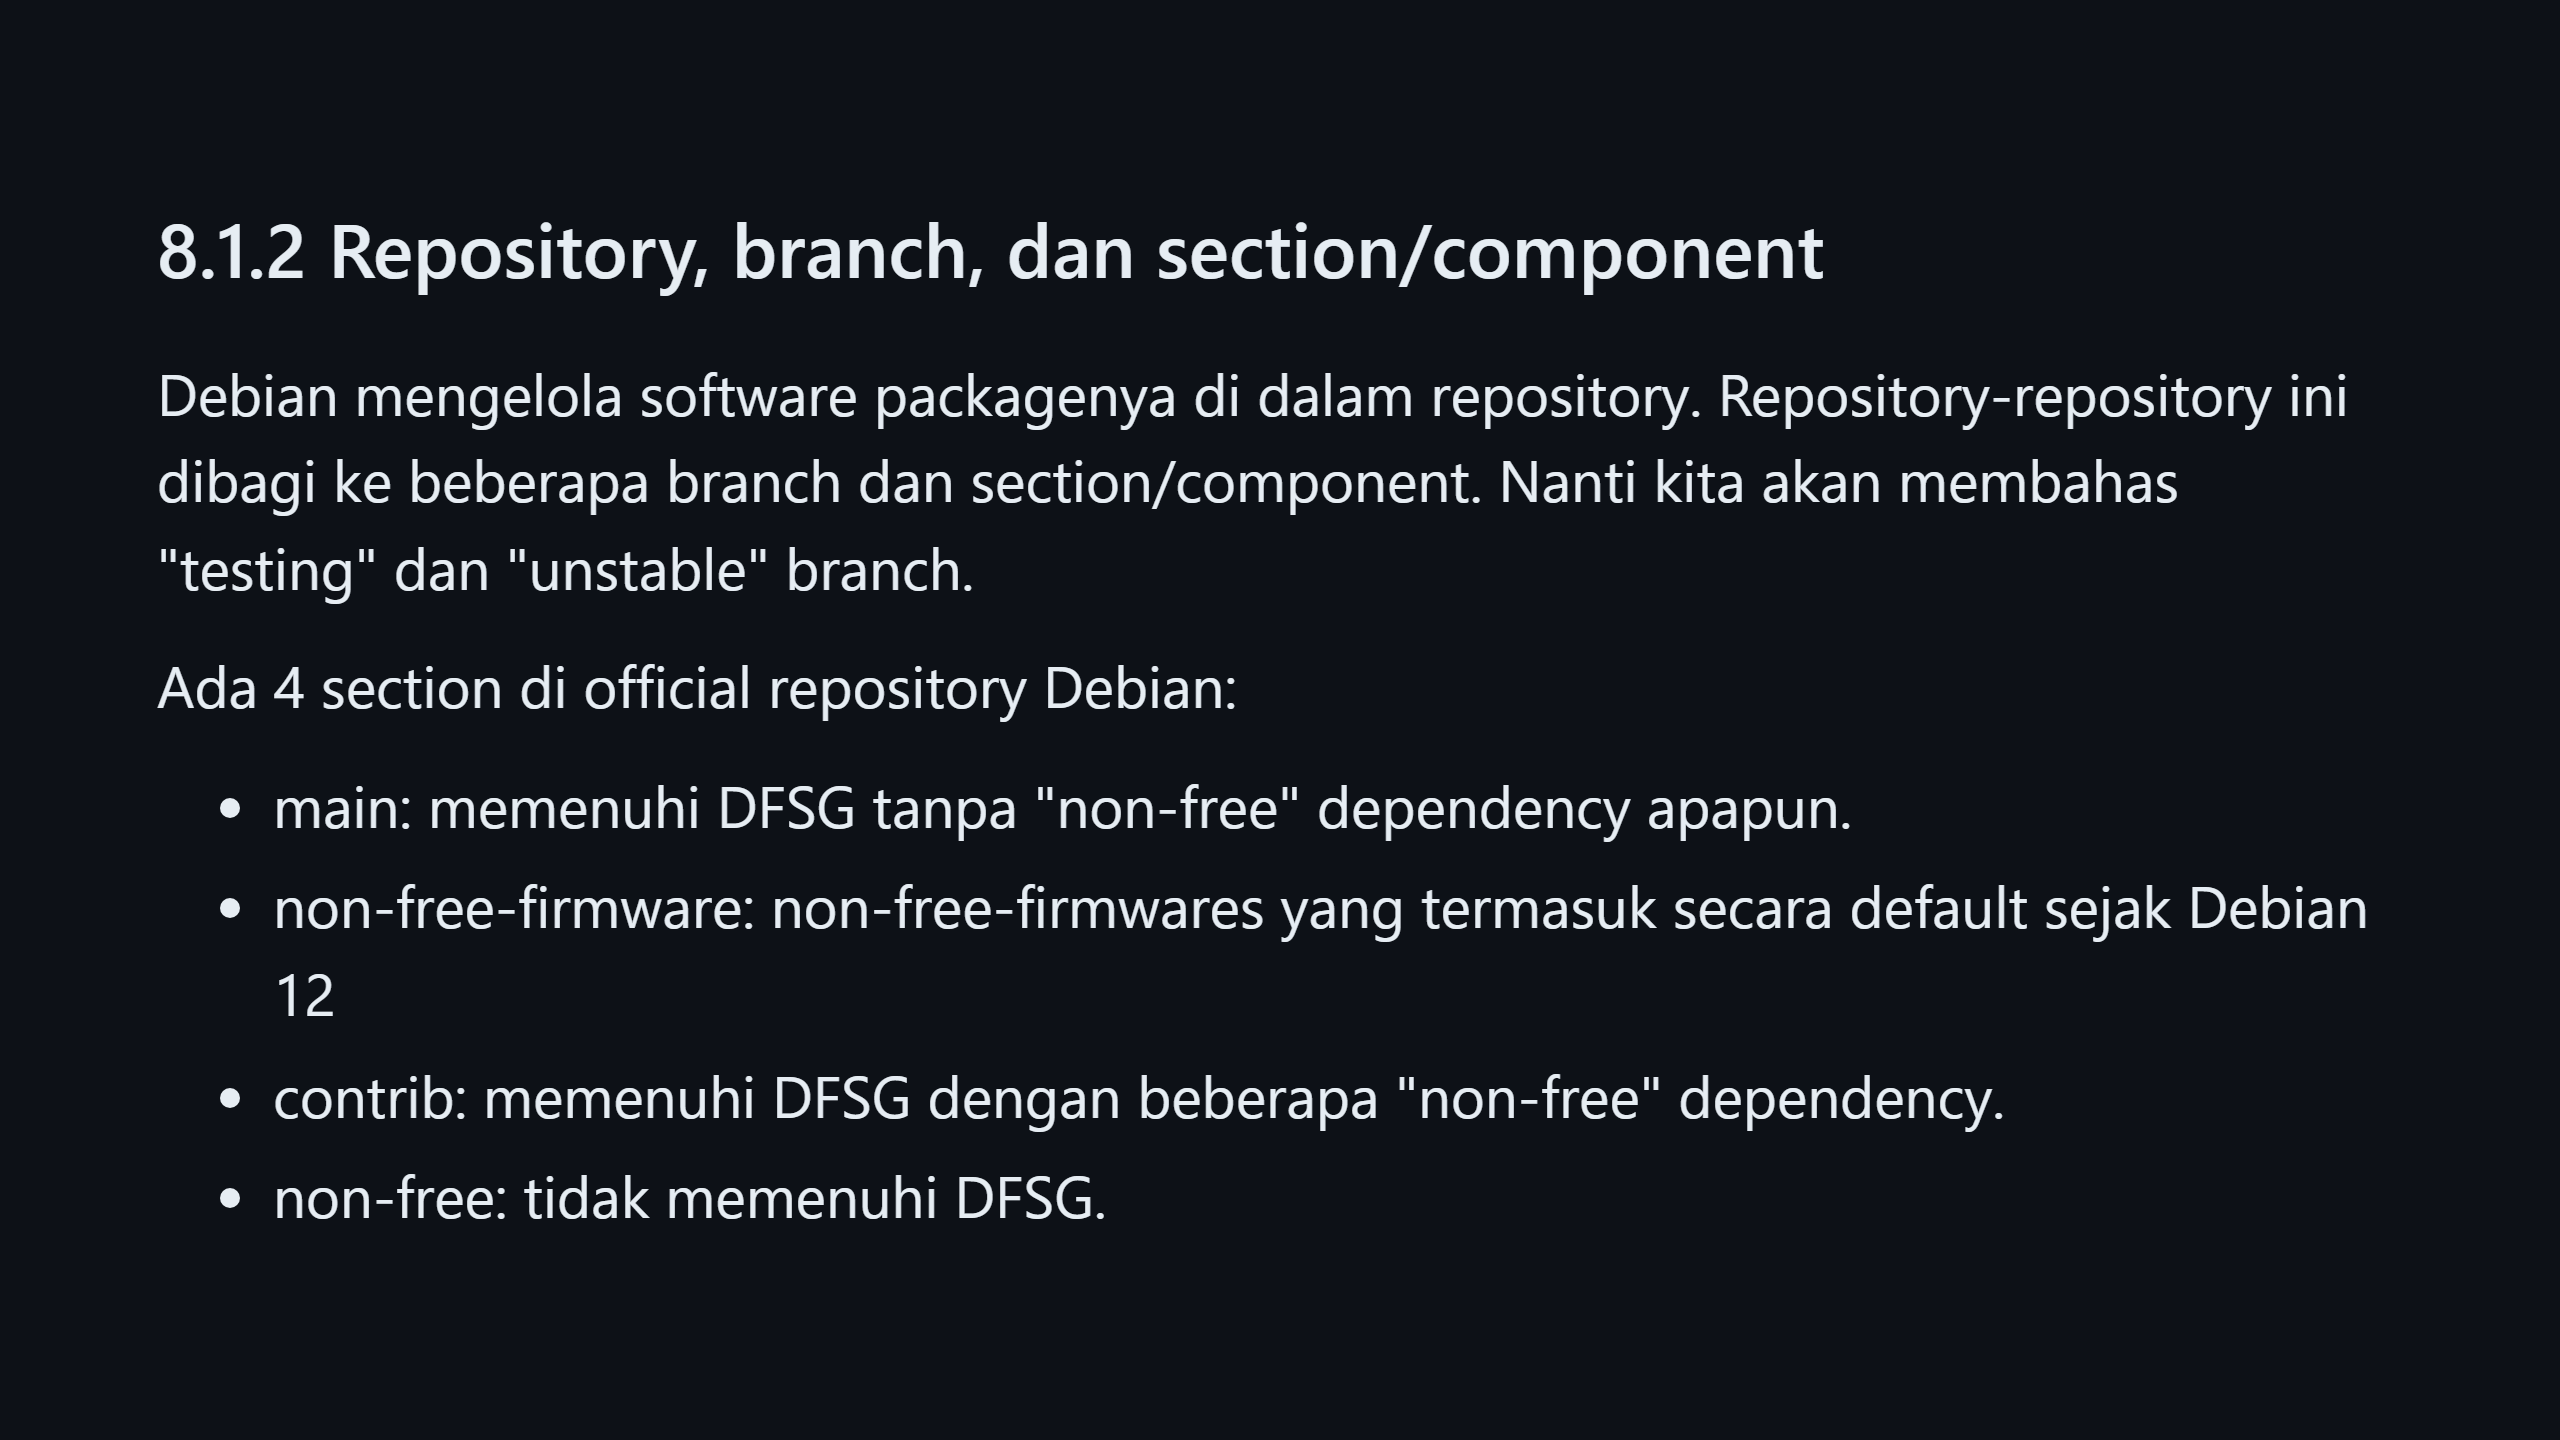 8.1.2 Repository, branch, dan section/component
Debian mengelola software packagenya di dalam repository. Repository-repository ini
dibagi ke beberapa branch dan section/component. Nanti kita akan membahas
"testing" dan "unstable" branch.
Ada 4 section di official repository Debian:
• main: memenuhi DFSG tanpa "non-free" dependency apapun.
• non-free-firmware: non-free-firmwares yang termasuk secara default sejak Debian
12
• contrib: memenuhi DFSG dengan beberapa "non-free" dependency.
• non-free: tidak memenuhi DFSG.